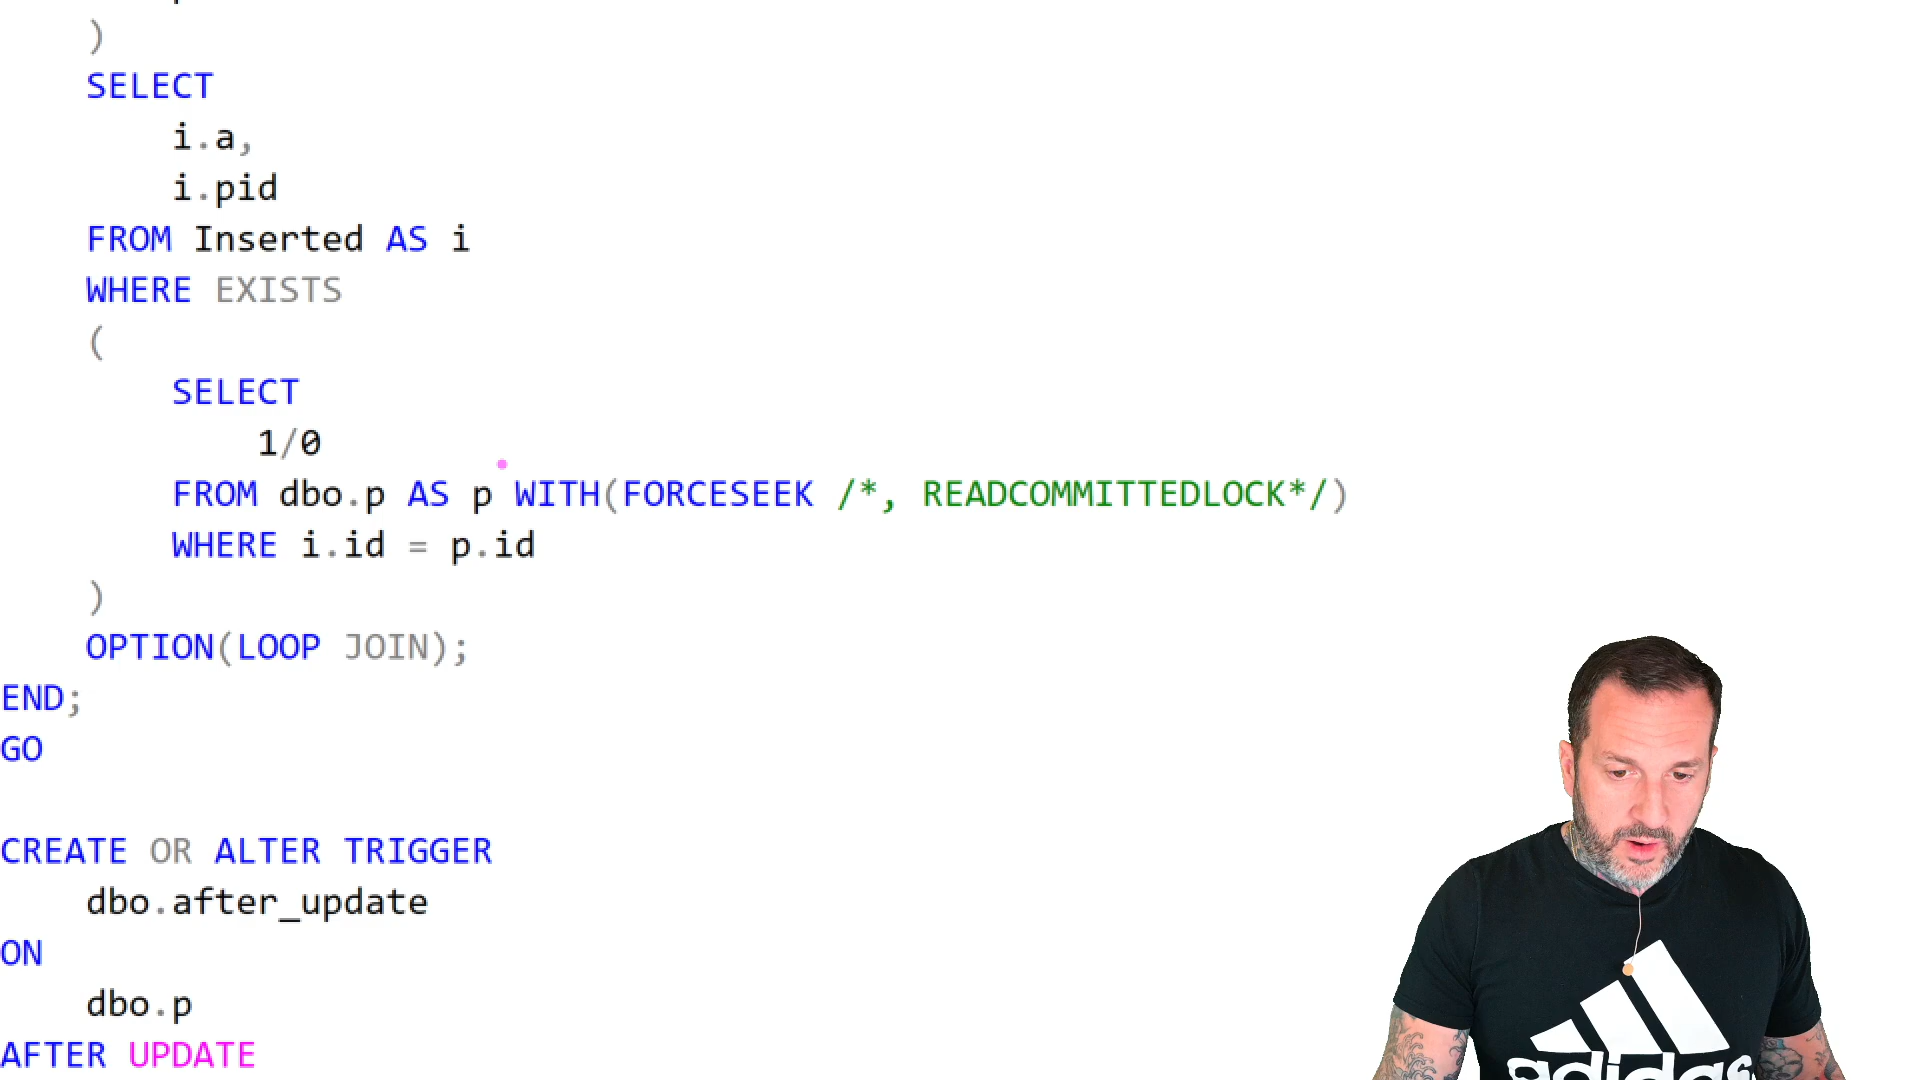 )
SELECT
i.a,
i.pid
FROM Inserted AS i
WHERE EXISTS
(
SELECT
1/0
FROM dbo.p AS p WITH(FORCESEEK /*, READCOMMITTEDLOCK*/)
WHERE i.id = p.id
)
OPTION(LOOP JOIN);
END;
GO
CREATE OR ALTER TRIGGER
dbo.after_update
ON
dbo.p
AFTER UPDATE
adidas